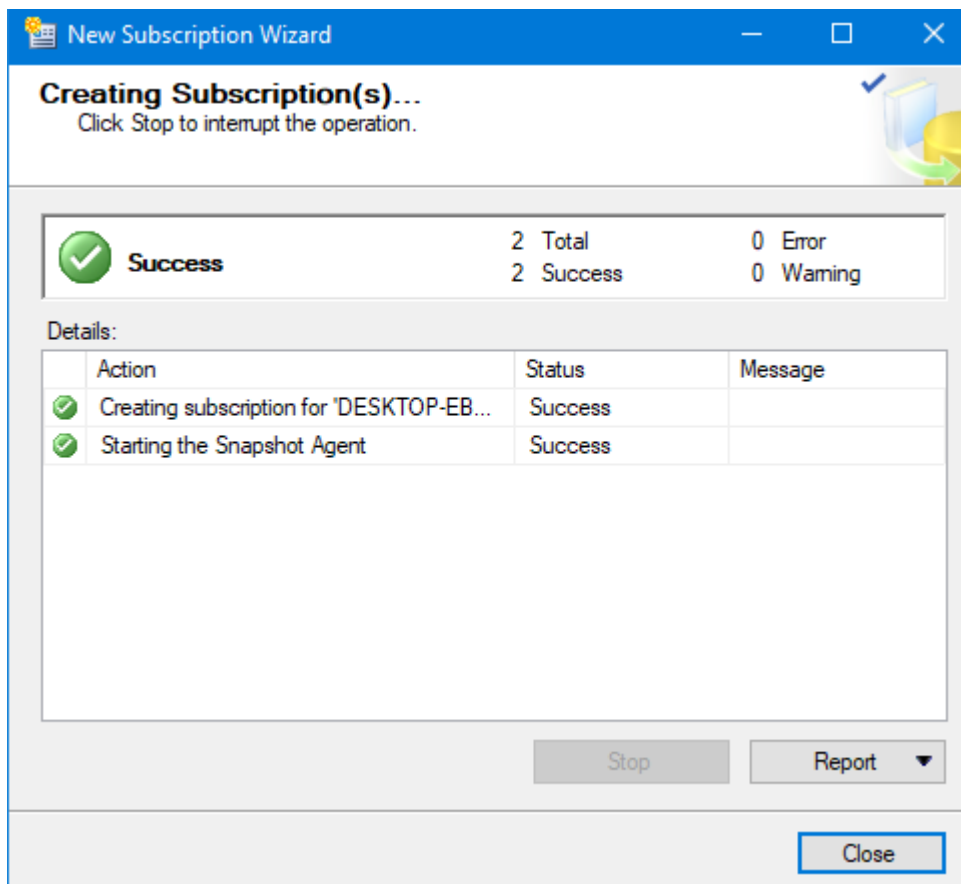 New Subscription Wizard
Creating Subscription(s)...
Click Stop to interrupt the operation.
Success
2 Total
0 Error
2 Success
0 Warning
Details:
Action Status Message
Creating subscription for 'DESKTOP-EB... Success
Starting the Snapshot Agent Success
Stop Report
Close